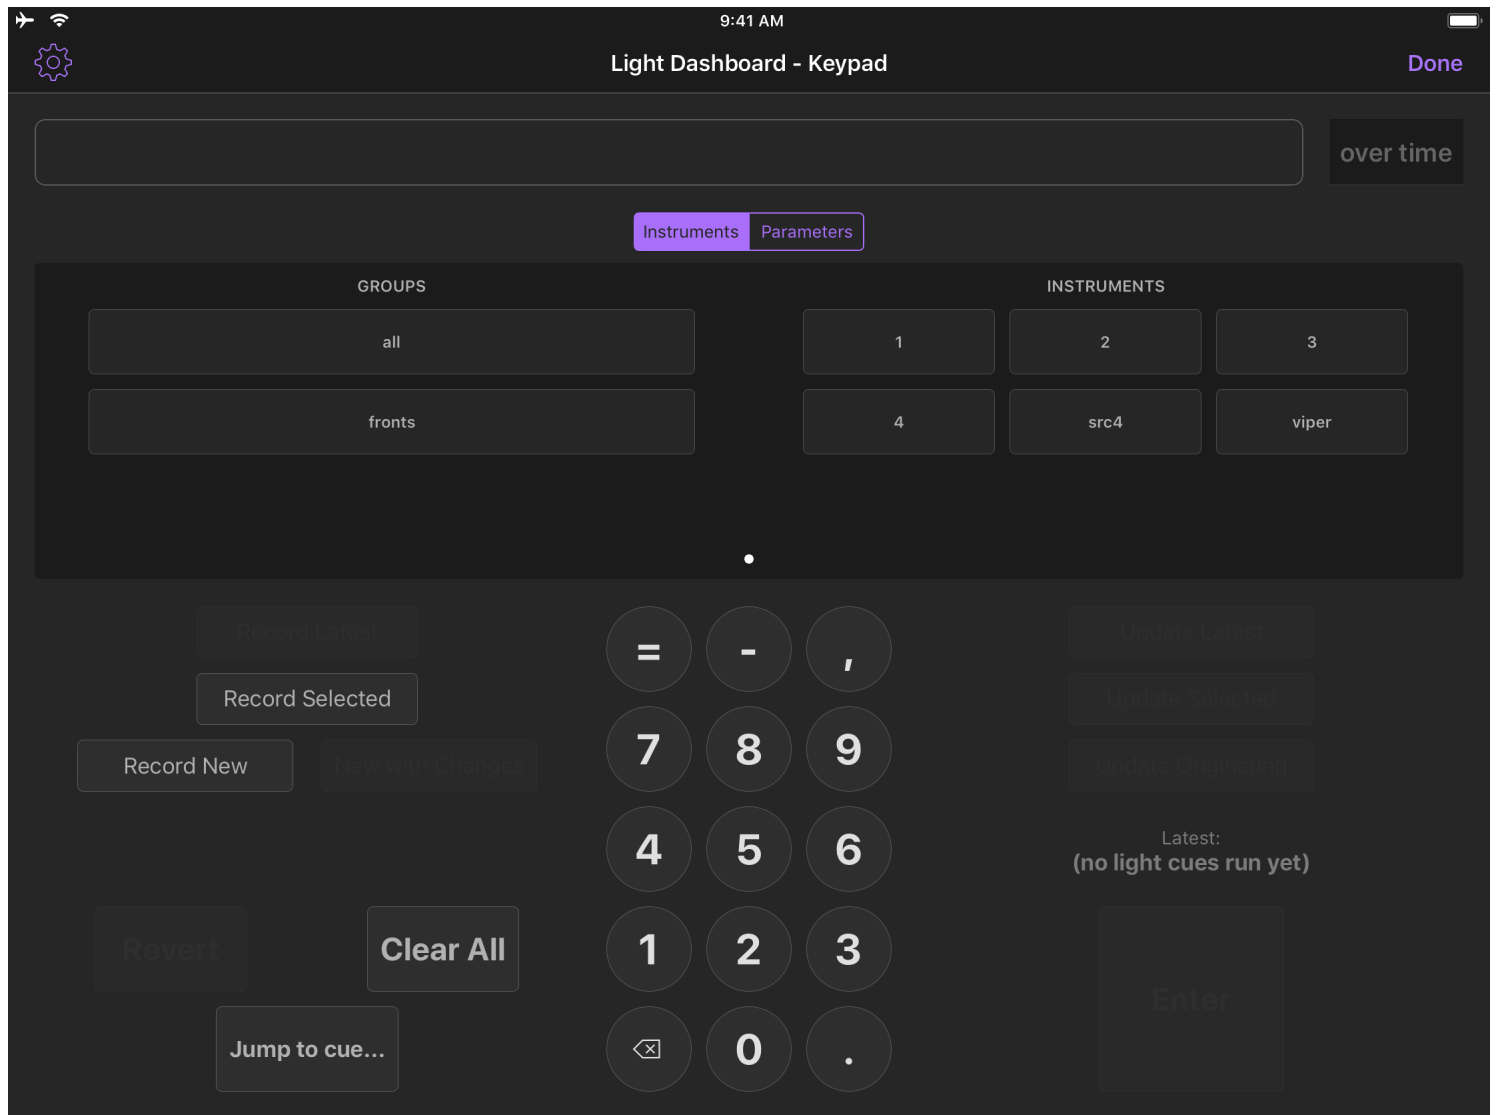 9:41 AM
Light Dashboard - Keypad
Done
over time
Instruments
Parameters
GROUPS
INSTRUMENTS
all
1
2
3
fronts
4
src4
viper
Record Latest
Record Selected
Record New
New with Changes
= - ,
7 8 9
4 5 6
1 2 3
0 .
Update Latest
Update Selected
Update Originating
Latest:
(no light cues run yet)
Revert
Clear All
Jump to cue...
Enter